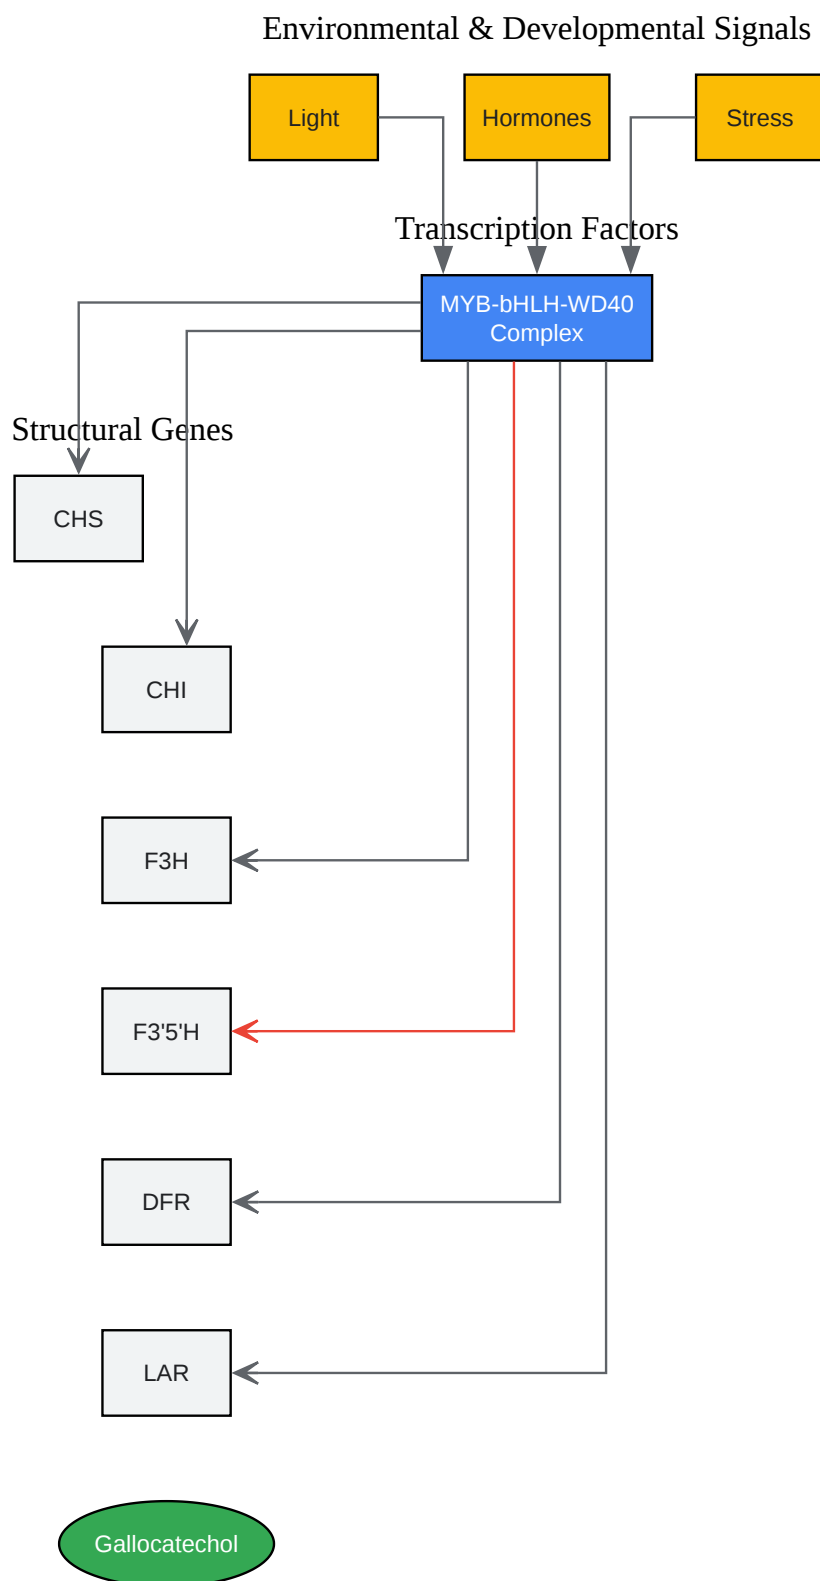 Environmental & Developmental Signals
Light
Hormones
Stress
Transcription Factors
MYB-bHLH-WD40
Complex
Structural Genes
CHS
CHI
F3H
F3'5'H
DFR
LAR
Gallocatechol